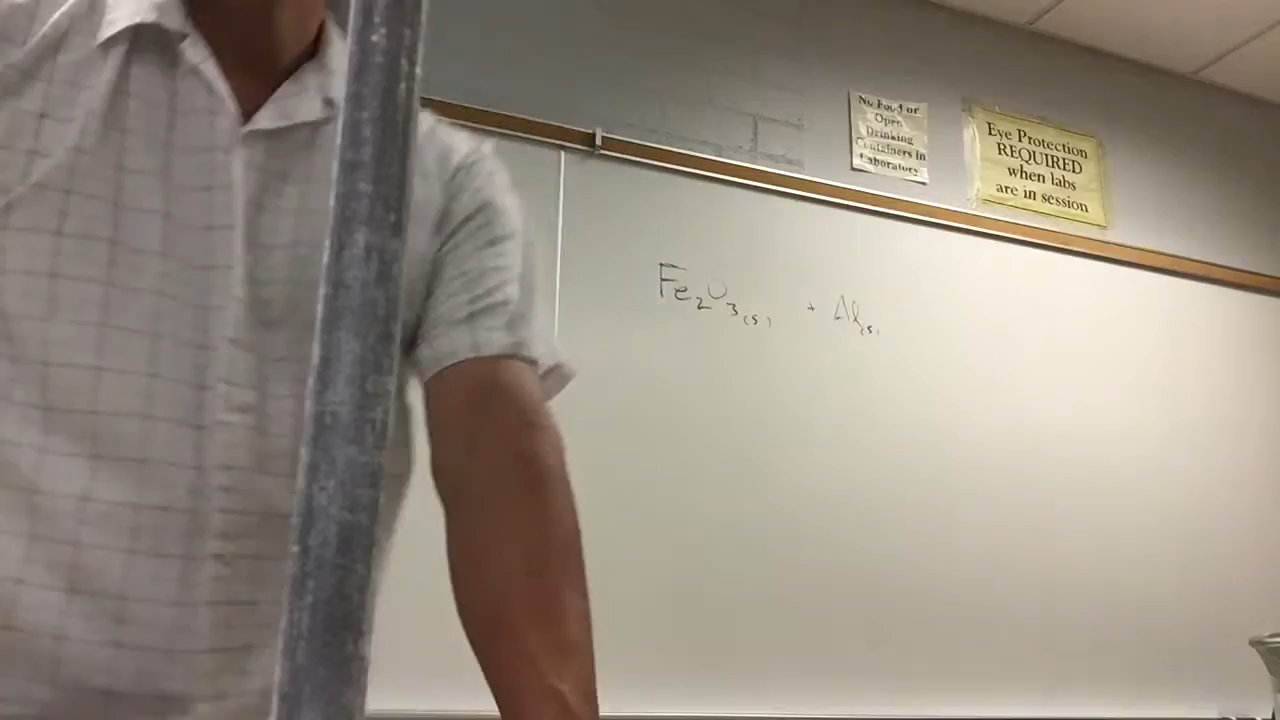 No Food or
Open
Drinking
Containers in
Laboratory
Eye Protection
REQUIRED
when labs
are in session
Fe₂O₃(s) + Al(s)